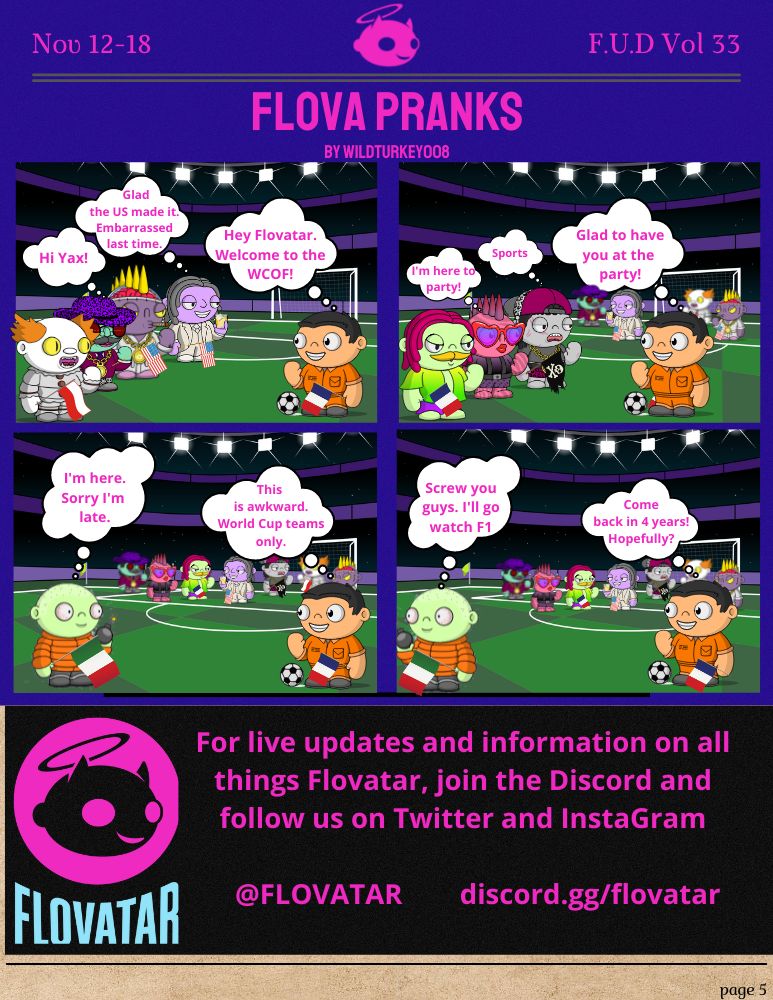 Nov 12-18
F.U.D Vol 33
FLOVA PRANKS
BY WILDTURKEY008
Hi Yax!
Glad
the US made it.
Embarrassed
last time.
Hey Flovatar.
Welcome to the
WCOF!
I'm here to
party!
Sports
Glad to have
you at the
party!
I'm here.
Sorry I'm
late.
This
is awkward.
World Cup teams
only.
Screw you
guys. I'll go
watch F1
Come
back in 4 years!
Hopefully?
For live updates and information on all
things Flovatar, join the Discord and
follow us on Twitter and InstaGram
@FLOVATAR
discord.gg/flovatar
FLOVATAR
page 5